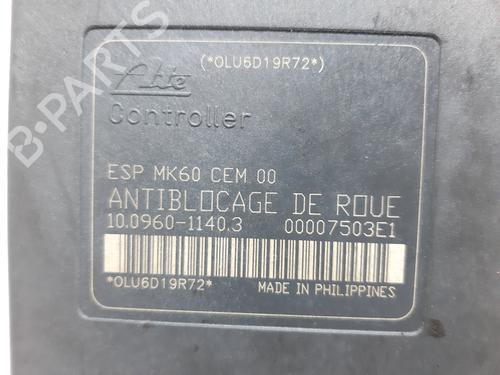 (*OLU6D19R72*)
Ate
Controller
ESP MK60 CEM 00
ANTIBLOCAGE DE ROUE
10.0960-1140.3 00007503E1
*OLU6D19R72* MADE IN PHILIPPINES
B-PARTS